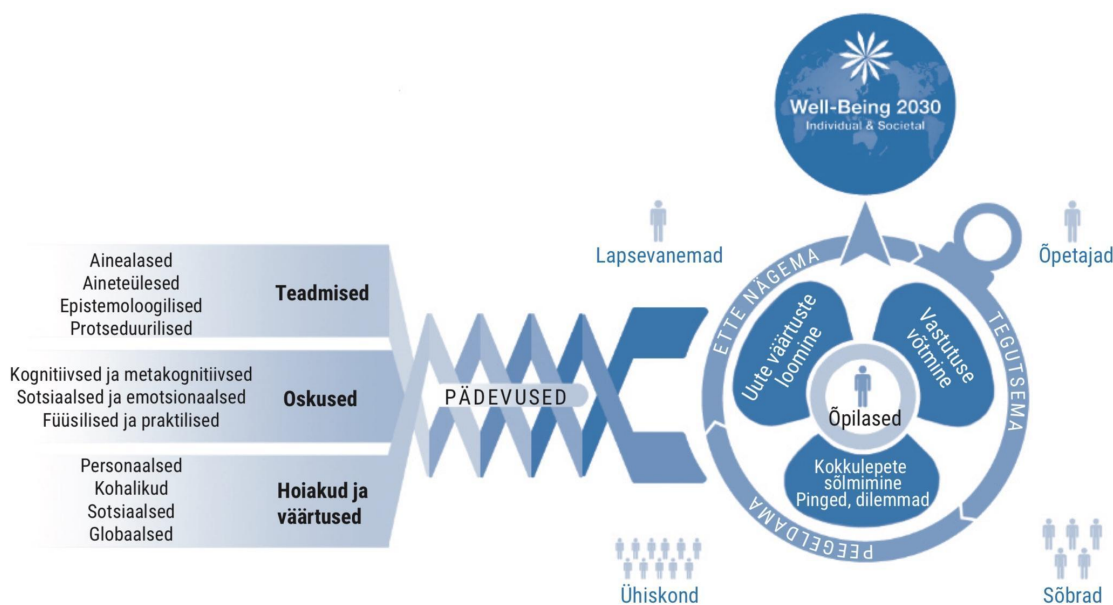 Well-Being 2030
Individual & Societal
Lapsevanemad
Õpetajad
Ainealased
Aineteülesed
Epistemoloogilised
Protseduurilised
Teadmised
Kognitiivsed ja metakognitiivsed
Sotsiaalsed ja emotsionaalsed
Füüsilised ja praktilised
Oskused
Personaalsed
Kohalikud
Sotsiaalsed
Globaalsed
Hoiakud ja
väärtused
PÄDEVUSED
ETTE NÄGEMA
TEGUTSEMA
PEEGELDAMA
Uute väärtuste
loomine
Vastutuse
võtmine
Õpilased
Kokkulepete
sõlmimine
Pinged, dilemmad
Ühiskond
Sõbrad